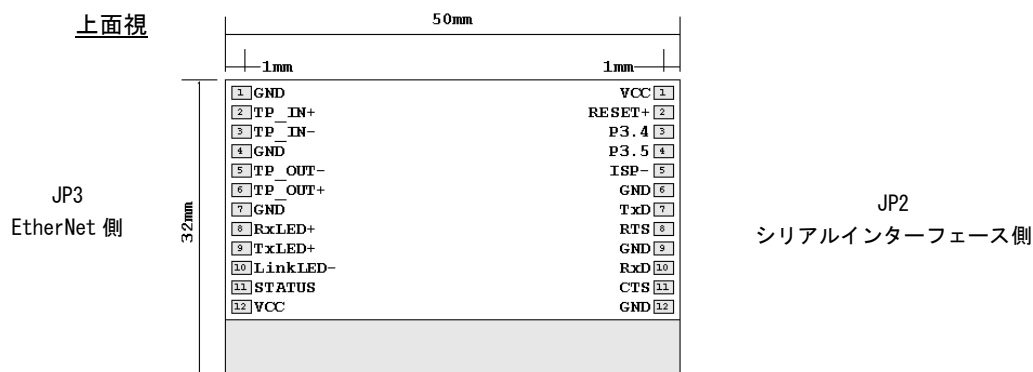 上面視
50mm
1mm
1mm
1 GND
VCC 1
2 TP_IN+
RESET+ 2
3 TP_IN-
P3.4 3
4 GND
P3.5 4
5 TP_OUT-
ISP- 5
6 TP_OUT+
GND 6
7 GND
TxD 7
8 RxLED+
RTS 8
9 TxLED+
GND 9
10 LinkLED-
RxD 10
11 STATUS
CTS 11
12 VCC
GND 12
32mm
JP3
EtherNet 側
JP2
シリアルインターフェース側